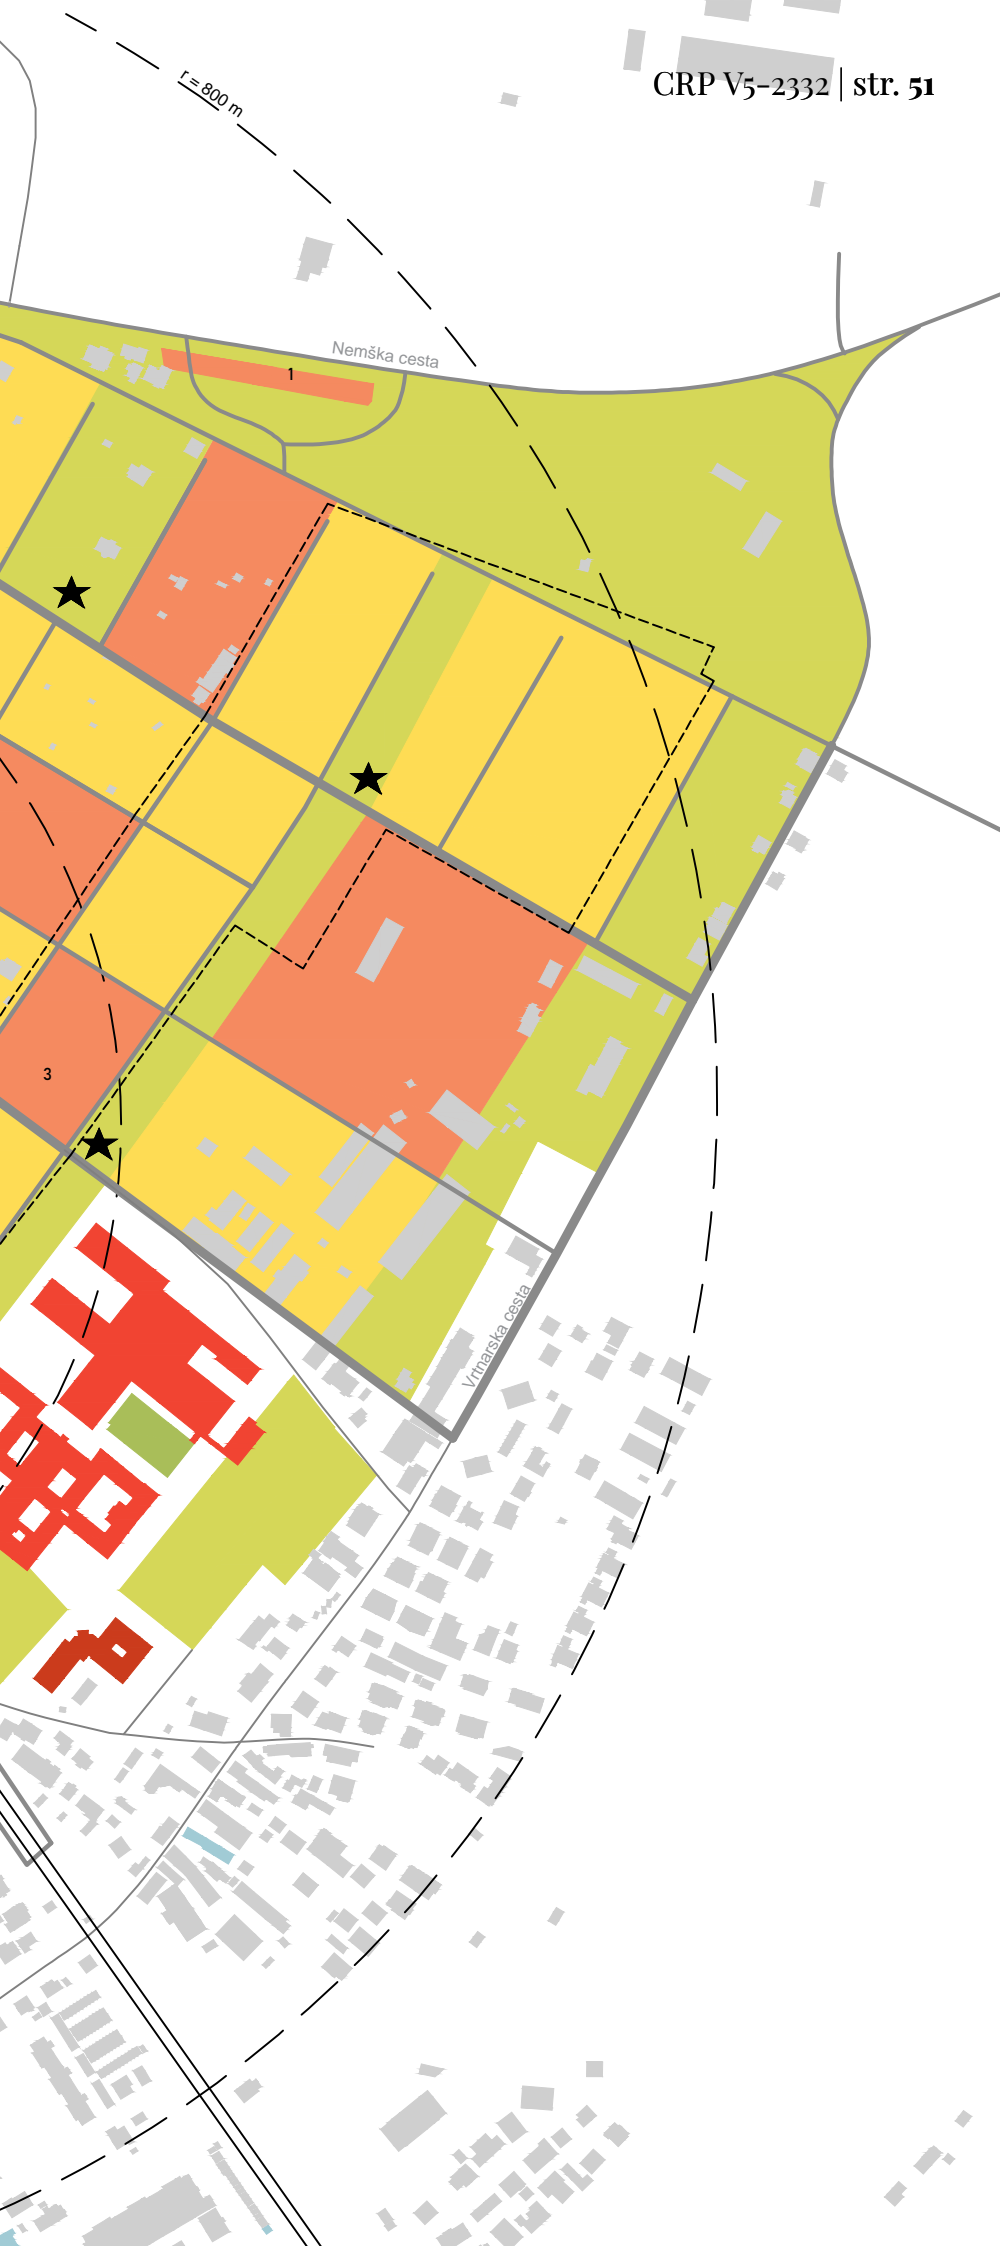 CRP V5-2332 | str. 51
r = 800 m
Nemška cesta
1
3
Vrtnarska cesta